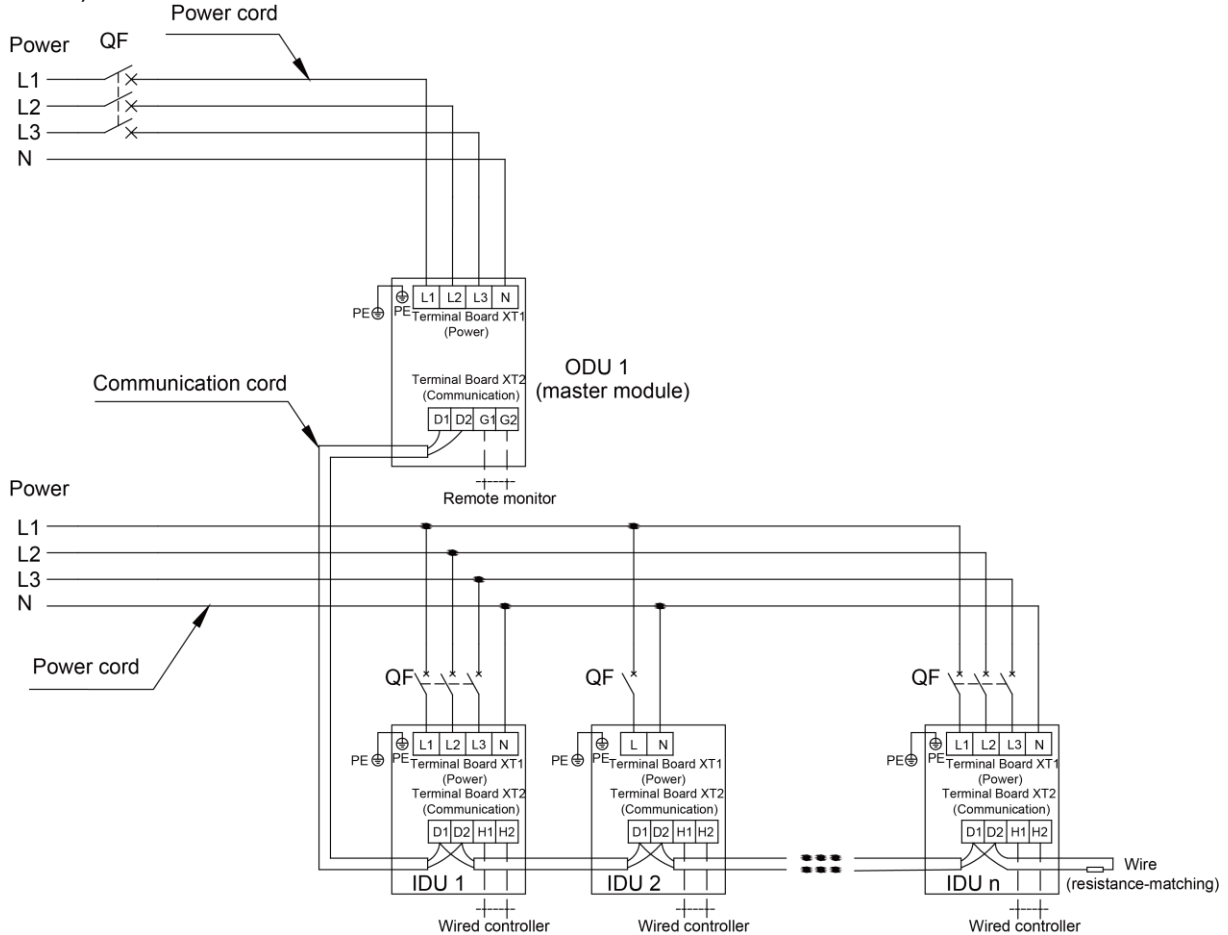 Power cord
Power QF
L1
L2
L3
N
PE PE L1 L2 L3 N
Terminal Board XT1
(Power)
ODU 1
(master module)
Communication cord
Terminal Board XT2
(Communication)
D1 D2 G1 G2
Remote monitor
Power
L1
L2
L3
N
Power cord
QF QF QF
PE PE L1 L2 L3 N
Terminal Board XT1
(Power)
Terminal Board XT2
(Communication)
D1 D2 H1 H2
IDU 1
Wired controller
PE PE L N
Terminal Board XT1
(Power)
Terminal Board XT2
(Communication)
D1 D2 H1 H2
IDU 2
Wired controller
PE PE L1 L2 L3 N
Terminal Board XT1
(Power)
Terminal Board XT2
(Communication)
D1 D2 H1 H2
IDU n
Wired controller
Wire
(resistance-matching)